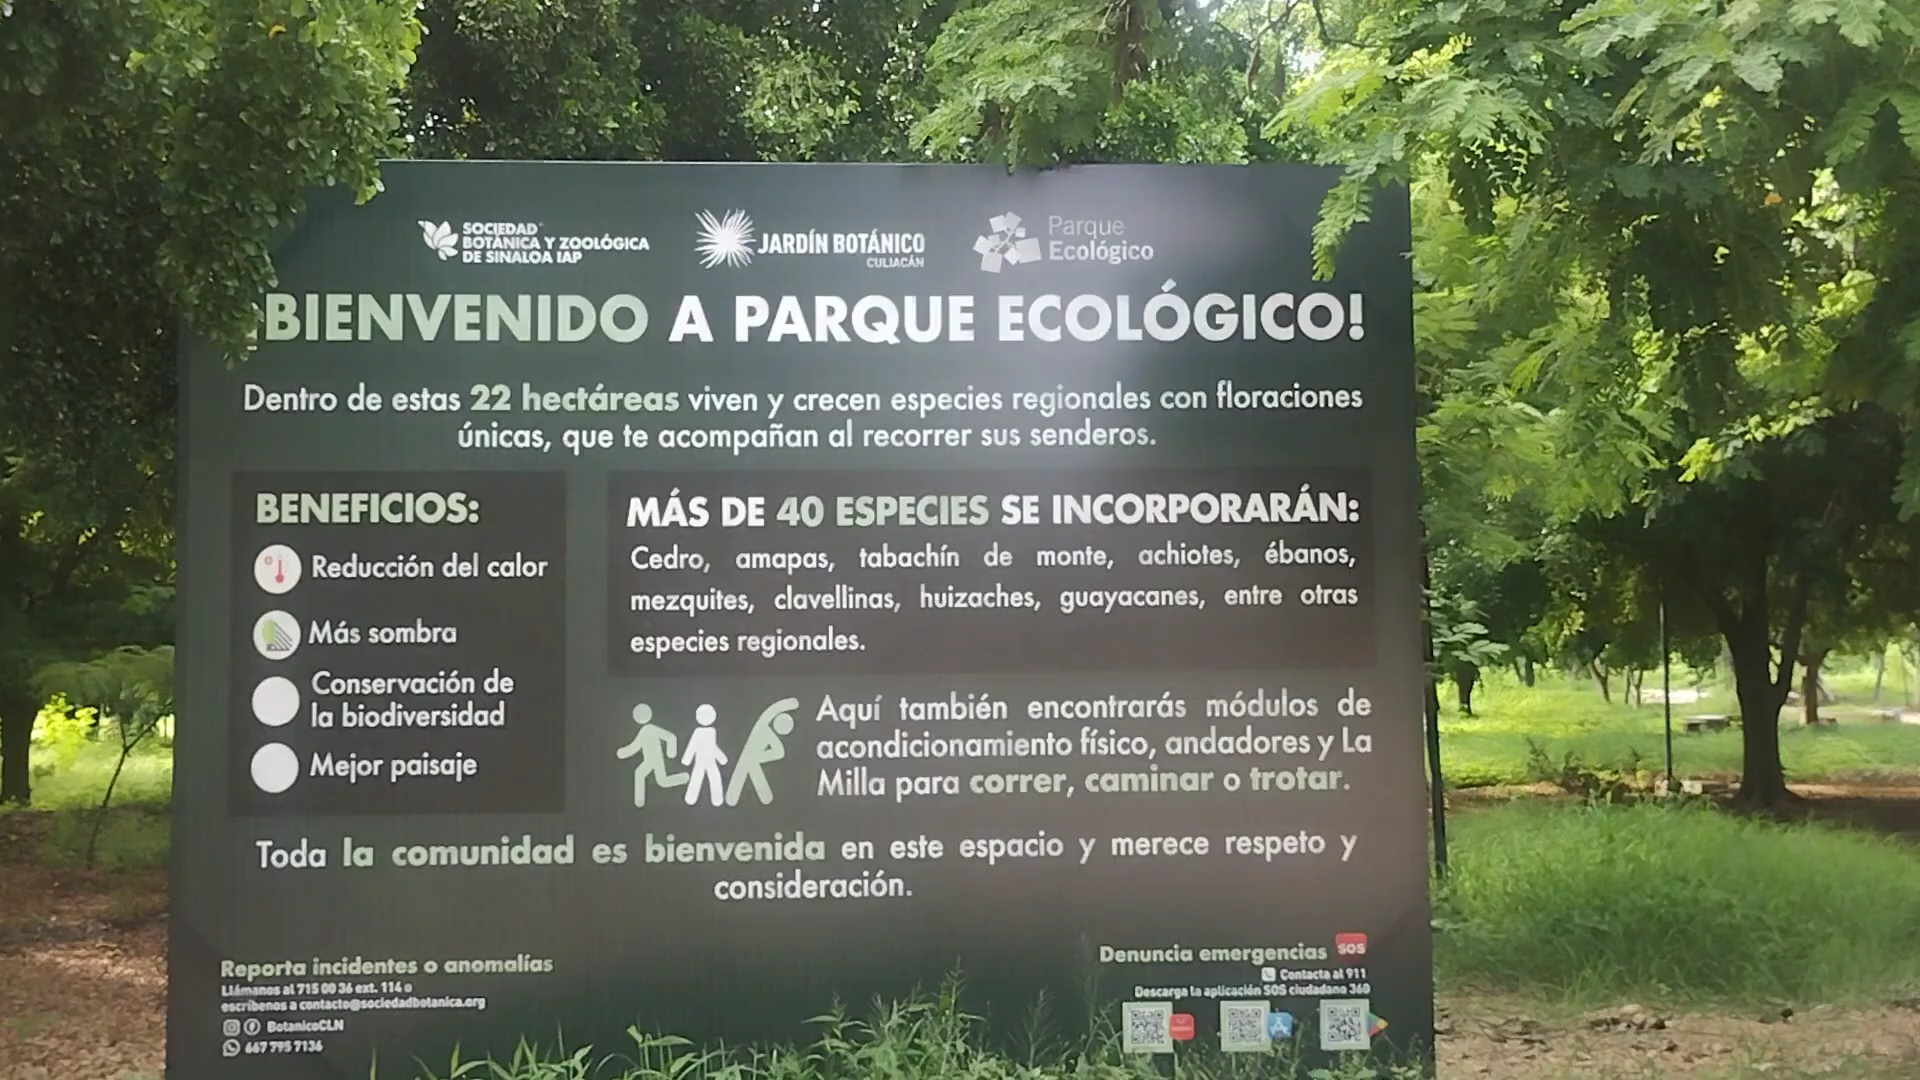 SOCIEDAD
BOTÁNICA Y ZOOLÓGICA
DE SINALOA IAP
JARDÍN BOTÁNICO
CULIACÁN
Parque
Ecológico
¡BIENVENIDO A PARQUE ECOLÓGICO!
Dentro de estas 22 hectáreas viven y crecen especies regionales con floraciones
únicas, que te acompañan al recorrer sus senderos.
BENEFICIOS:
Reducción del calor
Más sombra
Conservación de
la biodiversidad
Mejor paisaje
MÁS DE 40 ESPECIES SE INCORPORARÁN:
Cedro, amapas, tabachín de monte, achiotes, ébanos,
mezquites, clavellinas, huizaches, guayacanes, entre otras
especies regionales.
Aquí también encontrarás módulos de
acondicionamiento físico, andadores y La
Milla para correr, caminar o trotar.
Toda la comunidad es bienvenida en este espacio y merece respeto y
consideración.
Reporta incidentes o anomalías
Llámanos al 715 00 36 ext. 114 o
escríbenos a contacto@sociedadbotanica.org
BotanicoCLN
667 795 7136
Denuncia emergencias SOS
Contacta al 911
Descarga la aplicación SOS ciudadano 360